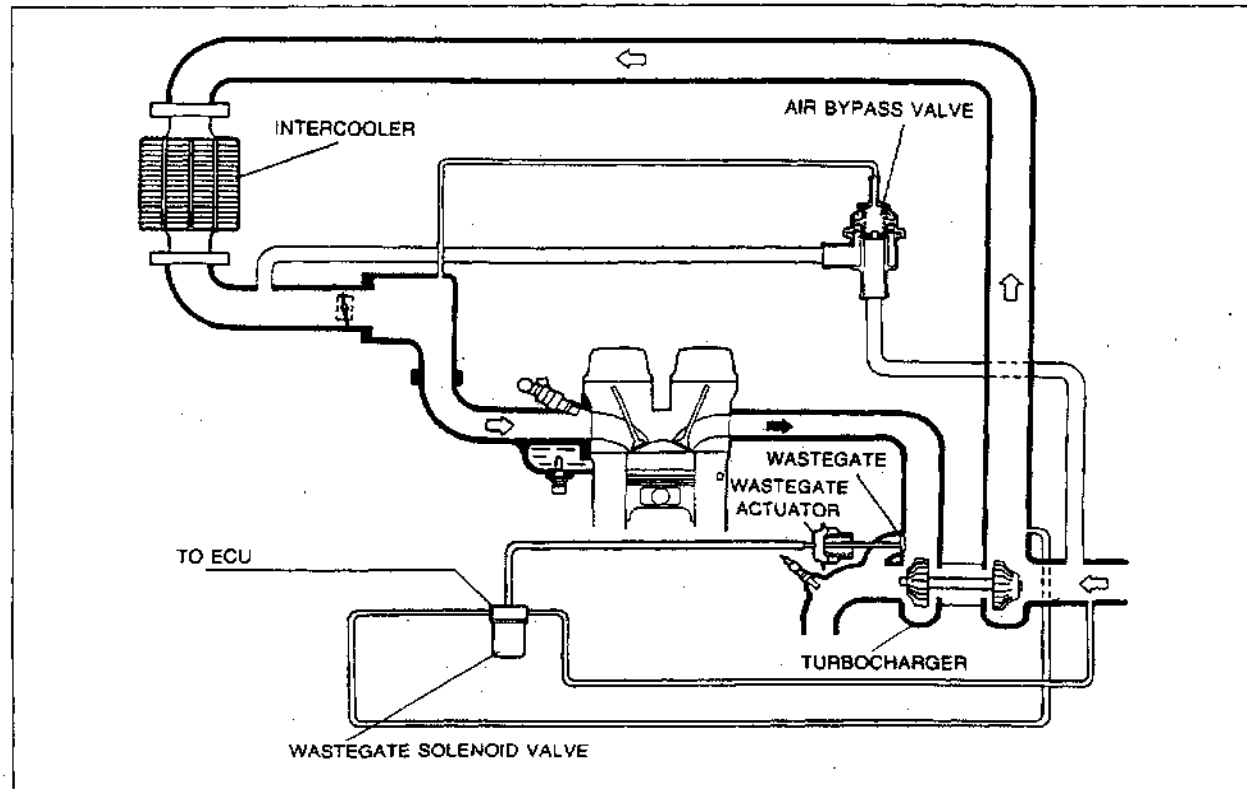 AIR BYPASS VALVE
INTERCOOLER
WASTEGATE
WASTEGATE
ACTUATOR
TO ECU
TURBOCHARGER
WASTEGATE SOLENOID VALVE